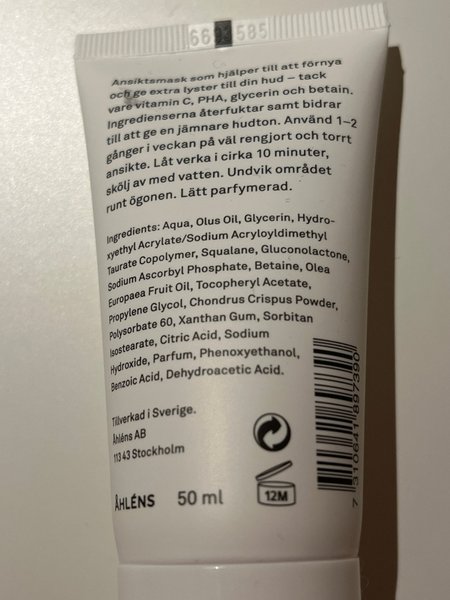 Ansiktsmask som hjälper till att förnya
och ge extra lyster till din hud – tack
vare vitamin C, PHA, glycerin och betain.
Ingredienserna återfuktar samt bidrar
till att ge en jämnare hudton. Använd 1–2
gånger i veckan på väl rengjort och torrt
ansikte. Låt verka i cirka 10 minuter,
skölj av med vatten. Undvik området
runt ögonen. Lätt parfymerad.
Ingredients: Aqua, Olus Oil, Glycerin, Hydro-
xyethyl Acrylate/Sodium Acryloyldimethyl
Taurate Copolymer, Squalane, Gluconolactone,
Sodium Ascorbyl Phosphate, Betaine, Olea
Europaea Fruit Oil, Tocopheryl Acetate,
Propylene Glycol, Chondrus Crispus Powder,
Polysorbate 60, Xanthan Gum, Sorbitan
Isostearate, Citric Acid, Sodium
Hydroxide, Parfum, Phenoxyethanol,
Benzoic Acid, Dehydroacetic Acid.
Tillverkad i Sverige.
Åhléns AB
113 43 Stockholm
ÅHLÉNS 50 ml
12M
7 310641 897390